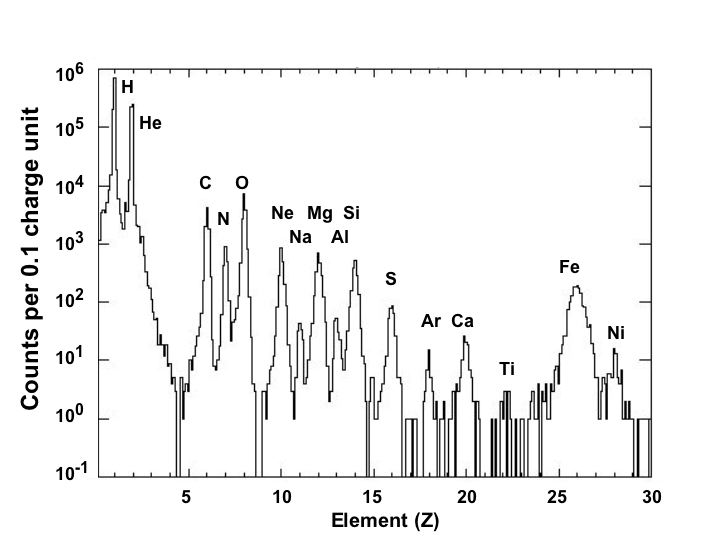 10^6
H
10^5
He
10^4
C
O
N
Ne Mg Si
10^3
Na Al
S
10^2
Fe
Ar Ca
Ni
10^1
Ti
10^0
10^-1
Counts per 0.1 charge unit
5 10 15 20 25 30
Element (Z)